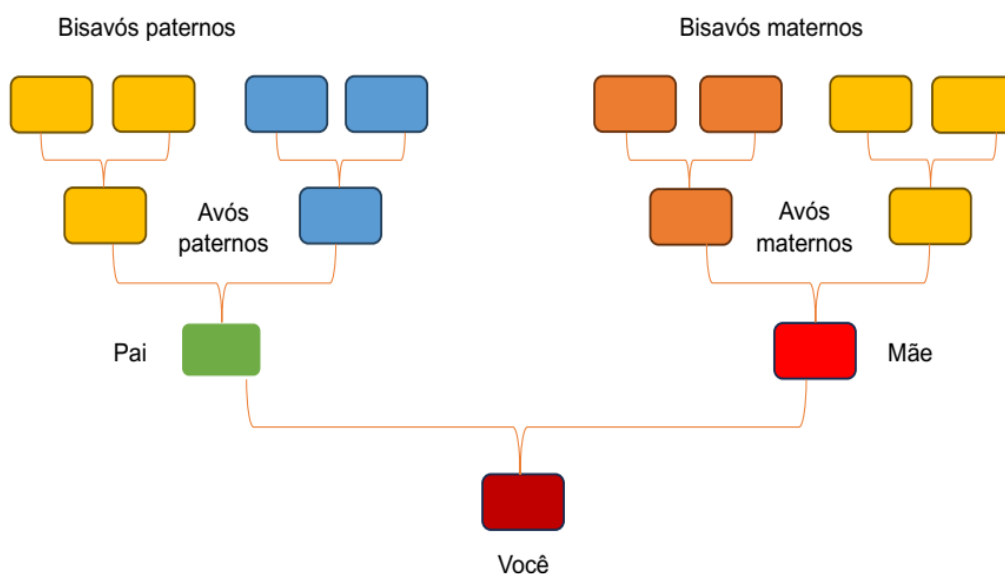 Bisavós paternos
Bisavós maternos
Avós
paternos
Avós
maternos
Pai
Mãe
Você